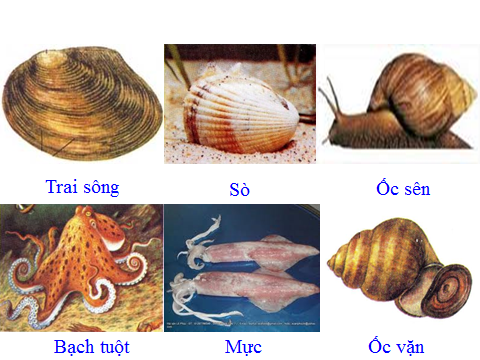 Trai sông
Sò
Ốc sên
Bạch tuột
Mực
Ốc vặn